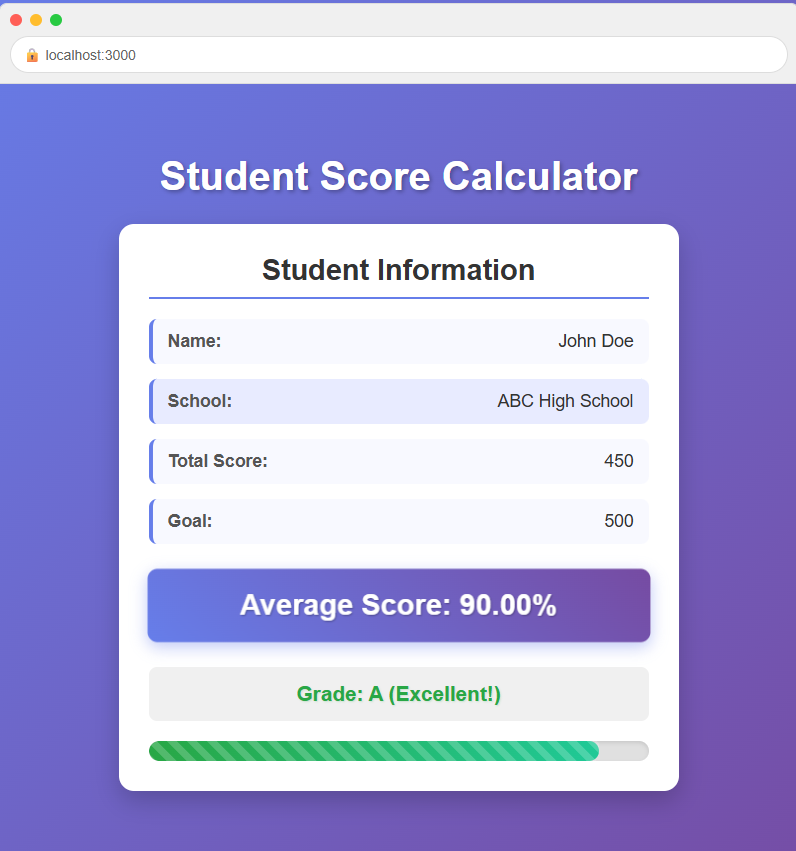 localhost:3000
Student Score Calculator
Student Information
Name: John Doe
School: ABC High School
Total Score: 450
Goal: 500
Average Score: 90.00%
Grade: A (Excellent!)